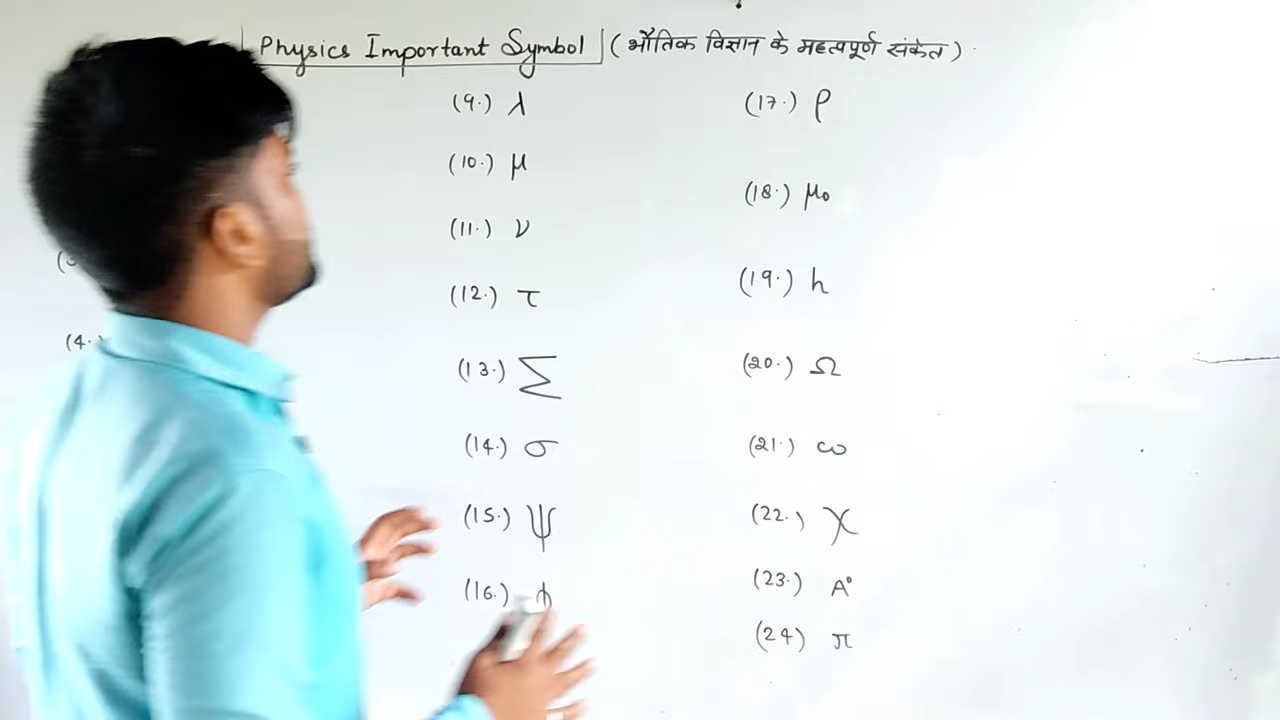 Physics Important Symbol (भौतिक विज्ञान के महत्वपूर्ण संकेत)
(4.)
(9.) λ
(10.) μ
(11.) ν
(12.) τ
(13.) Σ
(14.) σ
(15.) ψ
(16.) ϕ
(17.) ρ
(18.) μ₀
(19.) h
(20.) Ω
(21.) ω
(22.) χ
(23.) A°
(24) π